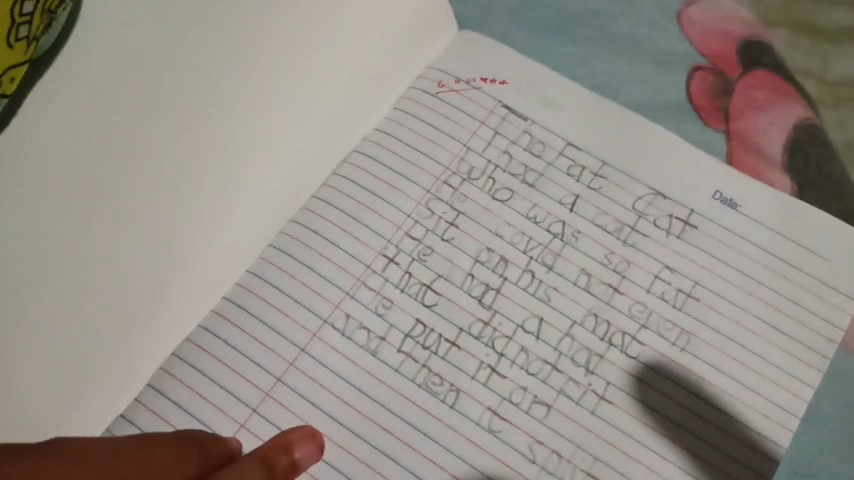 Date:
The Fat Cat
I had a cat
Who was so Fat
He could not even
Sit on his mat
He had a hat
that did not Fit
He put it on
and then it split